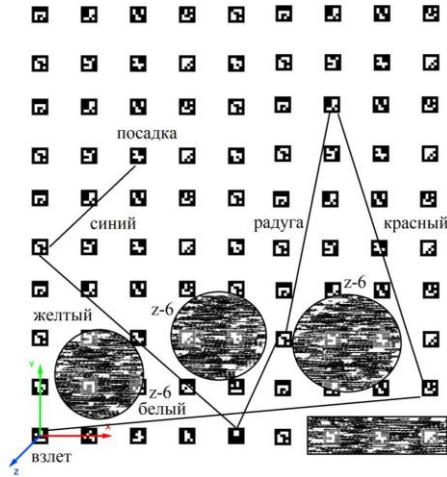 посадка
синий
радуга
красный
z-6
z-6
желтый
Y
z-6
белый
X
взлет
Z